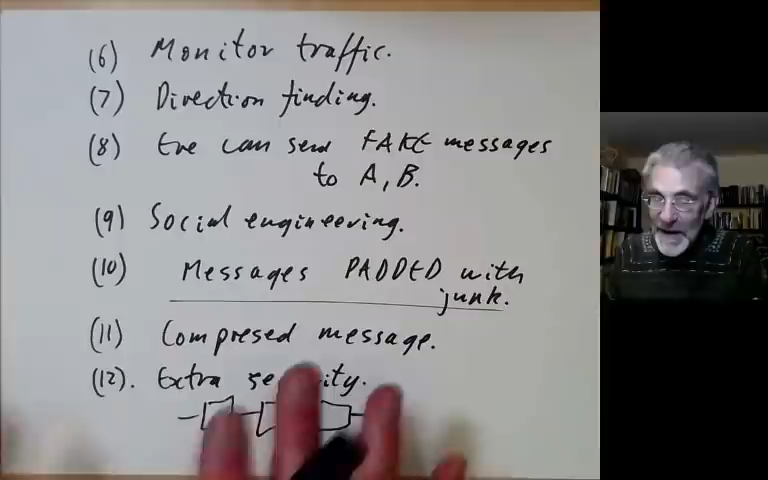 (6) Monitor traffic.
(7) Direction finding.
(8) Eve can send FAKE messages
to A, B.
(9) Social engineering.
(10) Messages PADDED with
junk.
(11) Compresed message.
(12). Extra security.